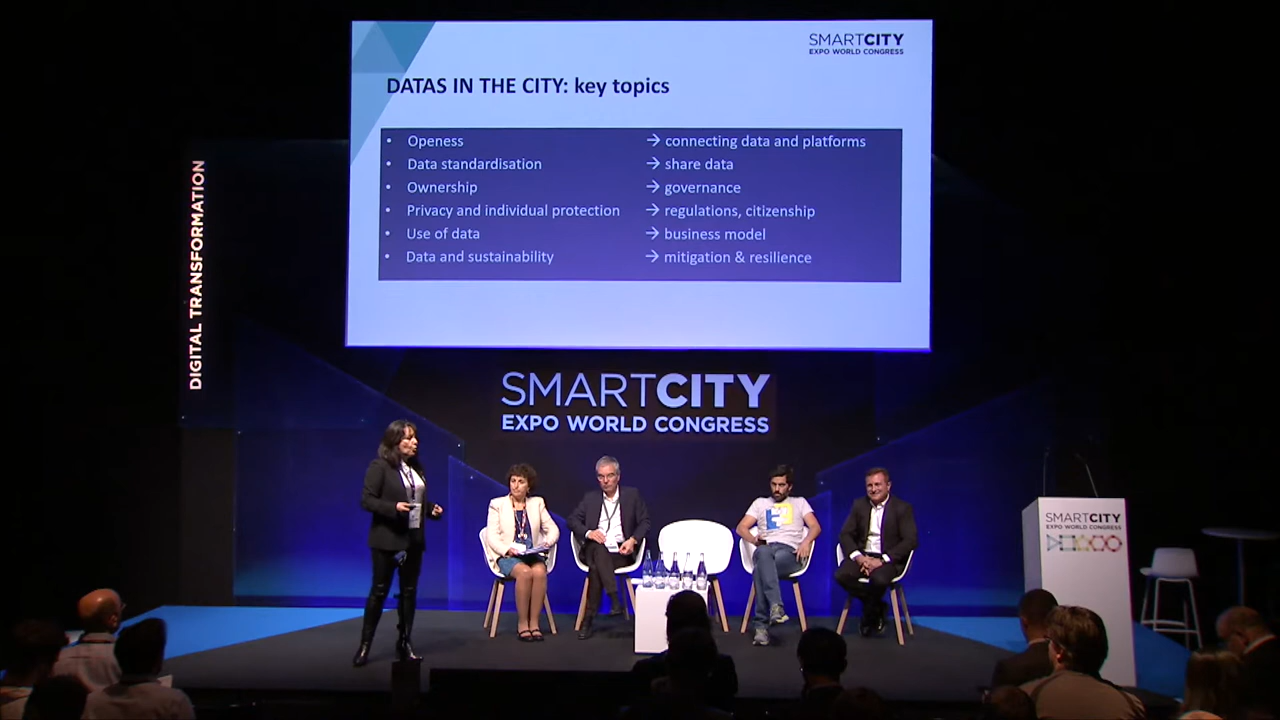 SMARTCITY
EXPO WORLD CONGRESS
DATAS IN THE CITY: key topics
• Openess → connecting data and platforms
• Data standardisation → share data
• Ownership → governance
• Privacy and individual protection → regulations, citizenship
• Use of data → business model
• Data and sustainability → mitigation & resilience
DIGITAL TRANSFORMATION
SMARTCITY
EXPO WORLD CONGRESS
SMARTCITY
EXPO WORLD CONGRESS